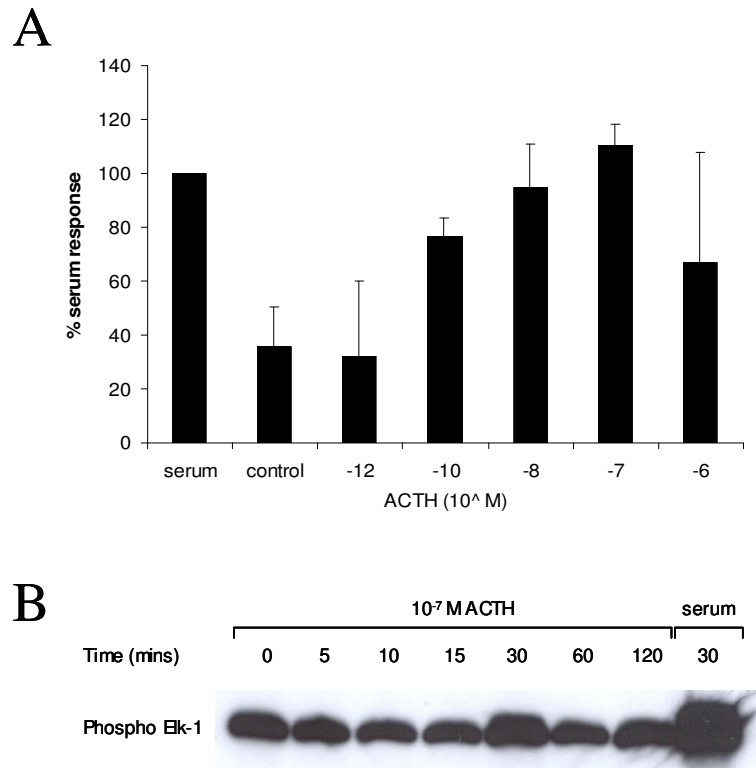 A
140
120
100
80
60
40
20
0
% serum response
serum control -12 -10 -8 -7 -6
ACTH (10^ M)
B
10-7 M ACTH serum
Time (mins) 0 5 10 15 30 60 120 30
Phospho Elk-1